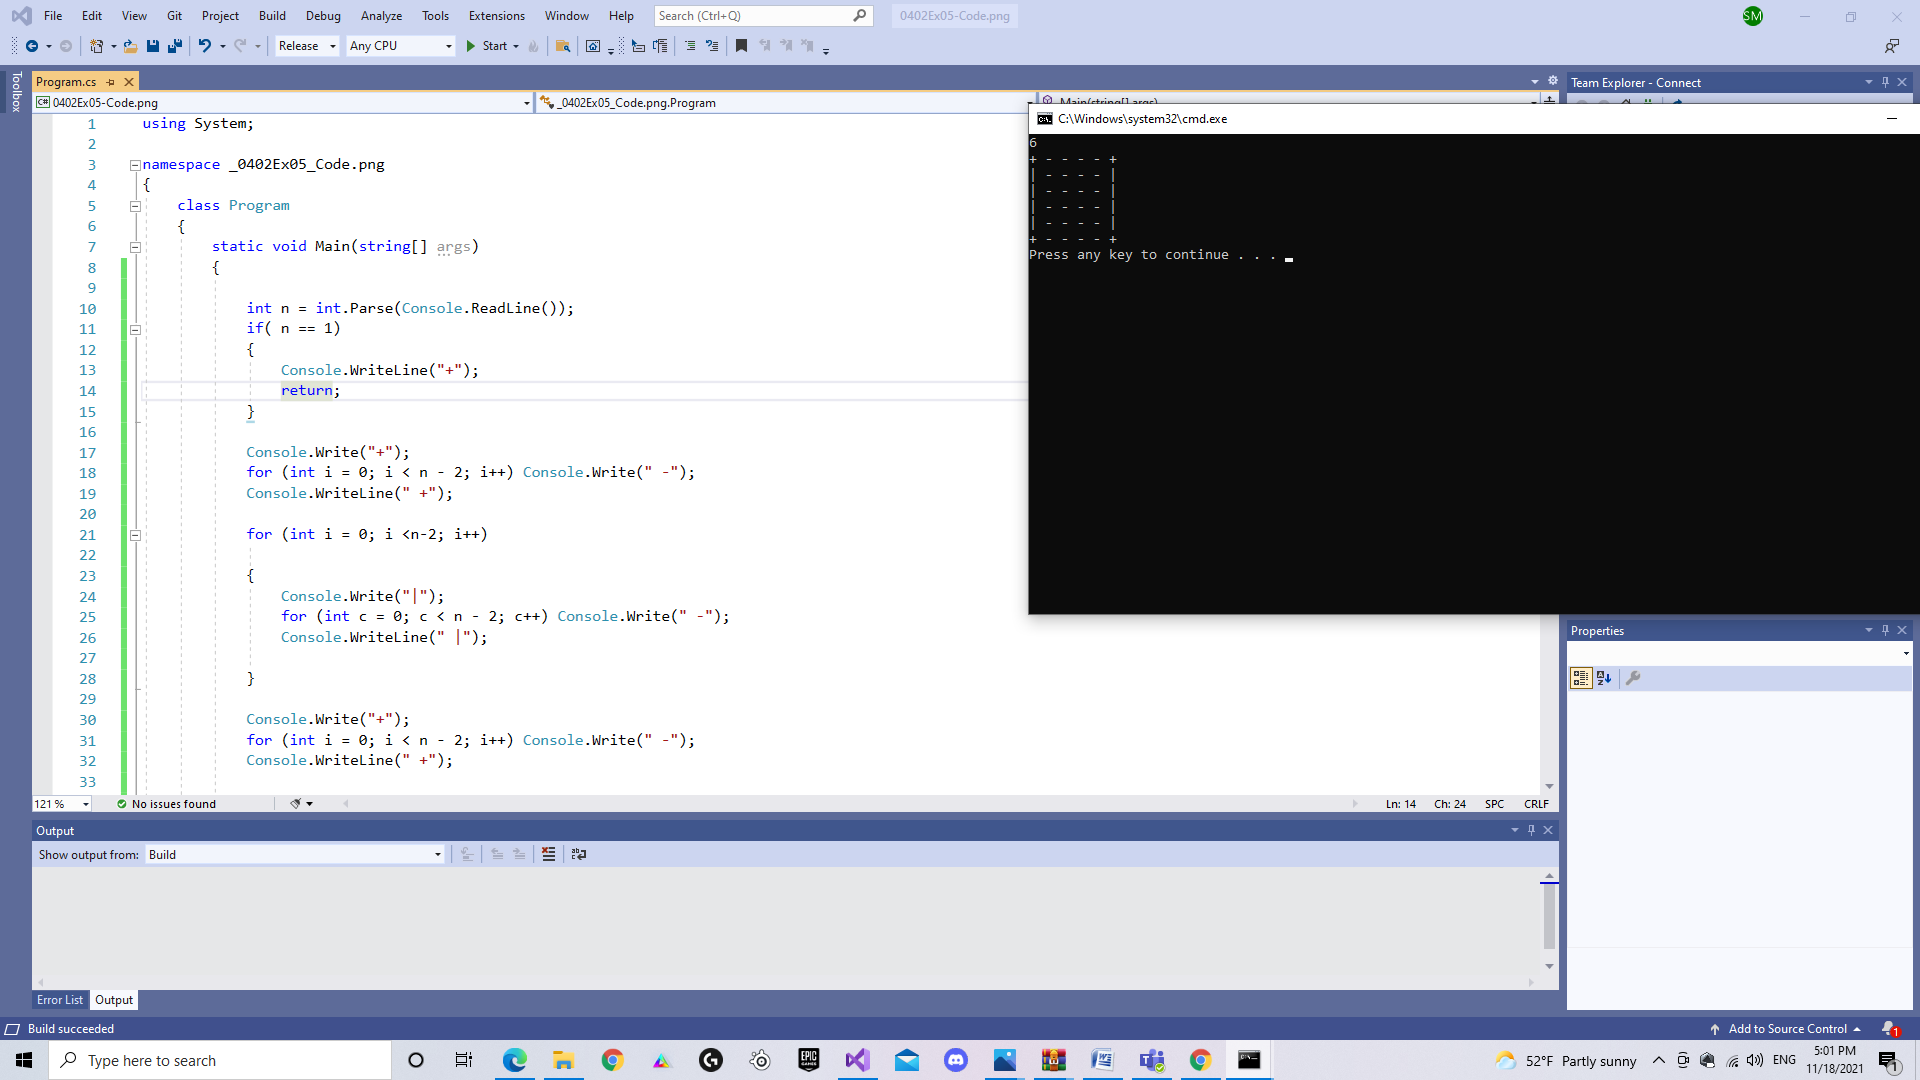 File Edit View Git Project Build Debug Analyze Tools Extensions Window Help Search (Ctrl+Q) 0402Ex05-Code.png SM
Release Any CPU Start
Toolbox
Program.cs
0402Ex05-Code.png _0402Ex05_Code.png.Program Main(string[] args)
1 using System;
2
3 namespace _0402Ex05_Code.png
4 {
5 class Program
6 {
7 static void Main(string[] args)
8 {
9
10 int n = int.Parse(Console.ReadLine());
11 if( n == 1)
12 {
13 Console.WriteLine("+");
14 return;
15 }
16
17 Console.Write("+");
18 for (int i = 0; i < n - 2; i++) Console.Write(" -");
19 Console.WriteLine(" +");
20
21 for (int i = 0; i <n-2; i++)
22
23 {
24 Console.Write("|");
25 for (int c = 0; c < n - 2; c++) Console.Write(" -");
26 Console.WriteLine(" |");
27
28 }
29
30 Console.Write("+");
31 for (int i = 0; i < n - 2; i++) Console.Write(" -");
32 Console.WriteLine(" +");
33
121 % No issues found Ln: 14 Ch: 24 SPC CRLF
Team Explorer - Connect
C:\Windows\system32\cmd.exe
6
+ - - - - +
| - - - - |
| - - - - |
| - - - - |
| - - - - |
+ - - - - +
Press any key to continue . . .
Properties
Output
Show output from: Build
Error List Output
Build succeeded Add to Source Control 1
Type here to search EPIC GAMES 52°F Partly sunny ENG 5:01 PM
11/18/2021 1